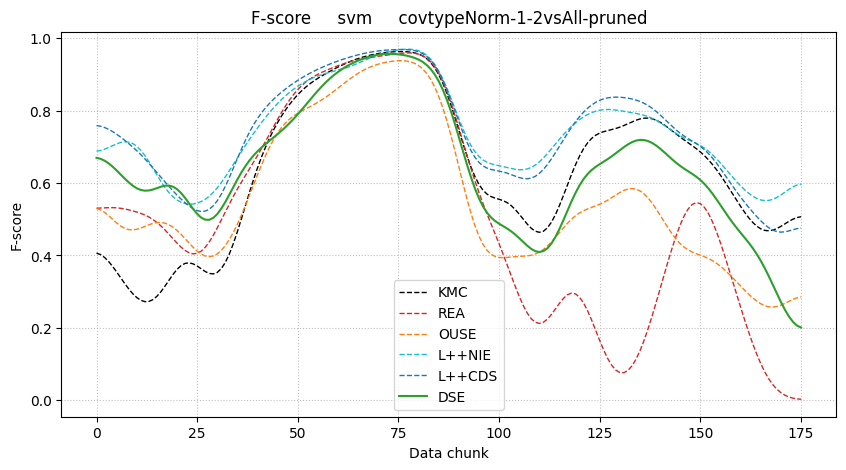 F-score svm covtypeNorm-1-2vsAll-pruned
F-score
1.0
0.8
0.6
0.4
0.2
0.0
KMC
REA
OUSE
L++NIE
L++CDS
DSE
0 25 50 75 100 125 150 175
Data chunk